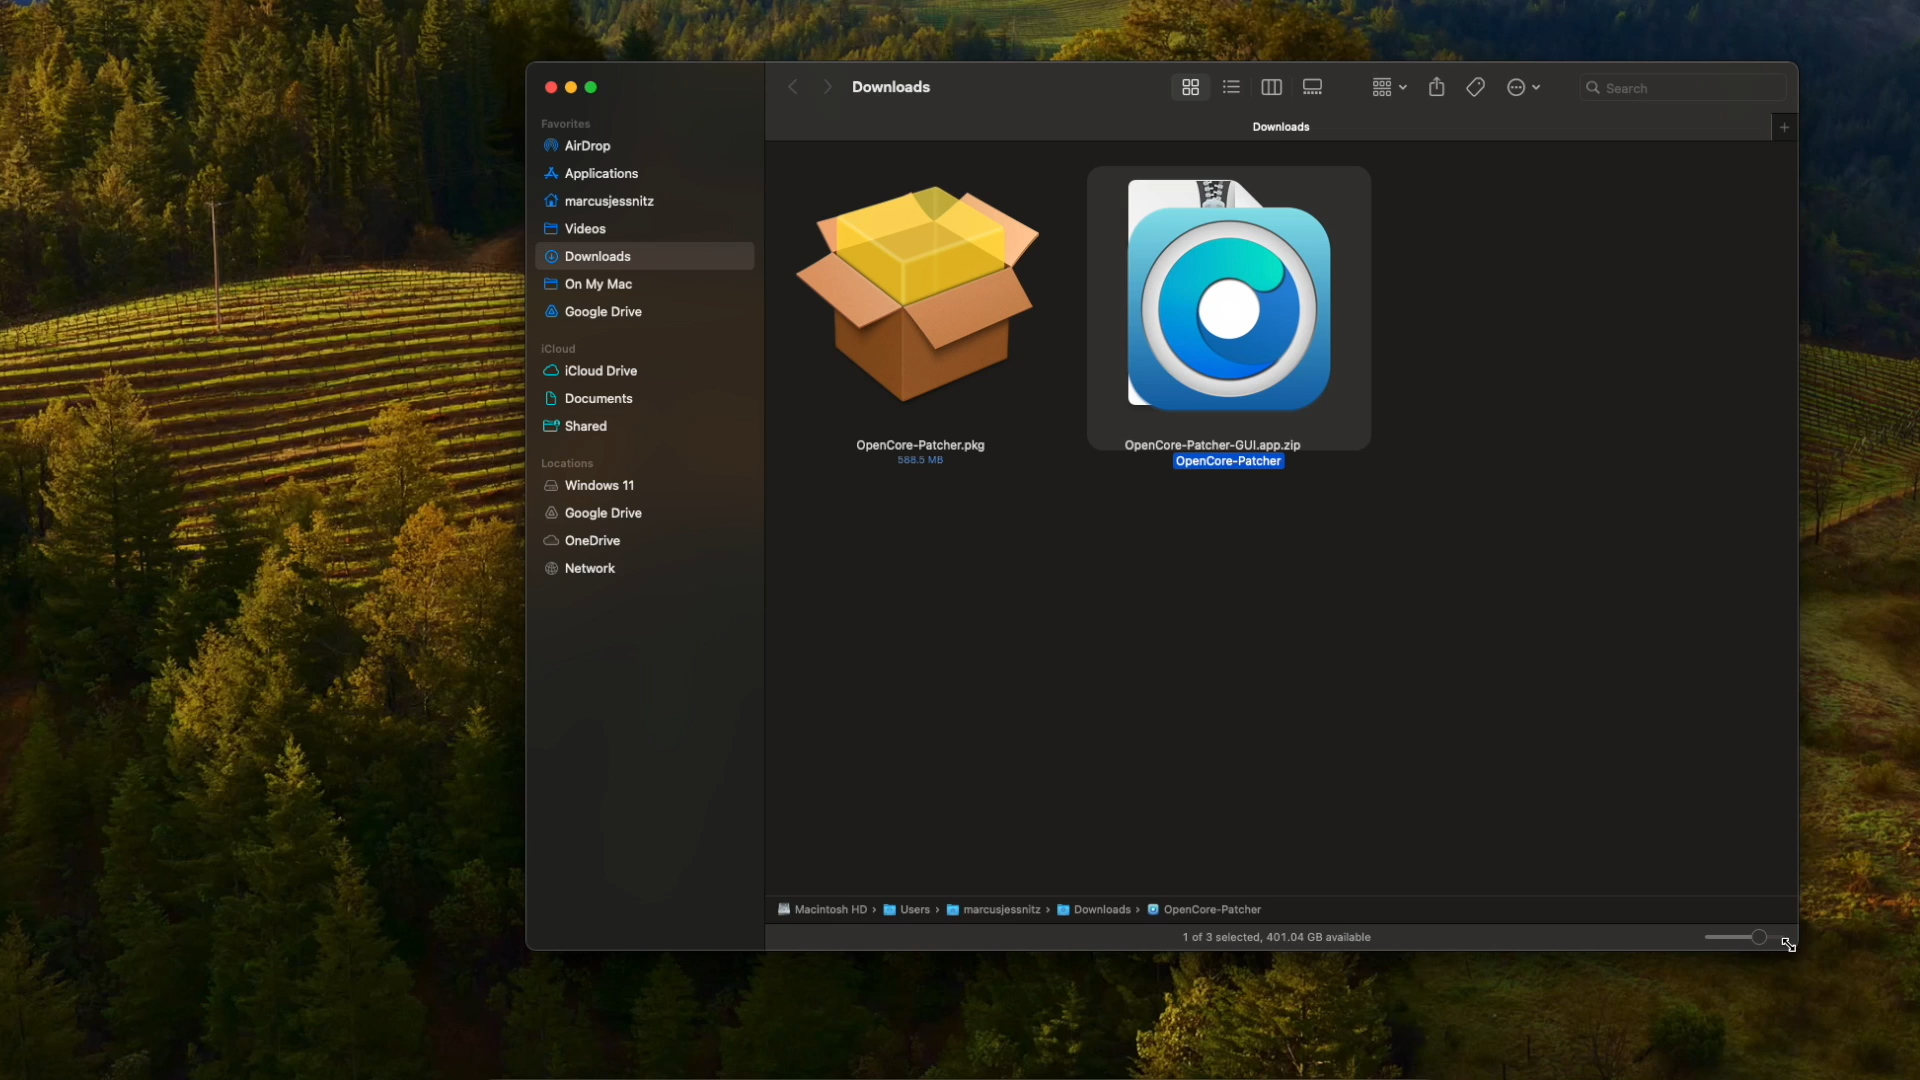 Downloads
Search
Downloads
Favorites
AirDrop
Applications
marcusjessnitz
Videos
Downloads
On My Mac
Google Drive
iCloud
iCloud Drive
Documents
Shared
Locations
Windows 11
Google Drive
OneDrive
Network
OpenCore-Patcher.pkg
588.5 MB
OpenCore-Patcher-GUI.app.zip
OpenCore-Patcher
Macintosh HD › Users › marcusjessnitz › Downloads › OpenCore-Patcher
1 of 3 selected, 401.04 GB available